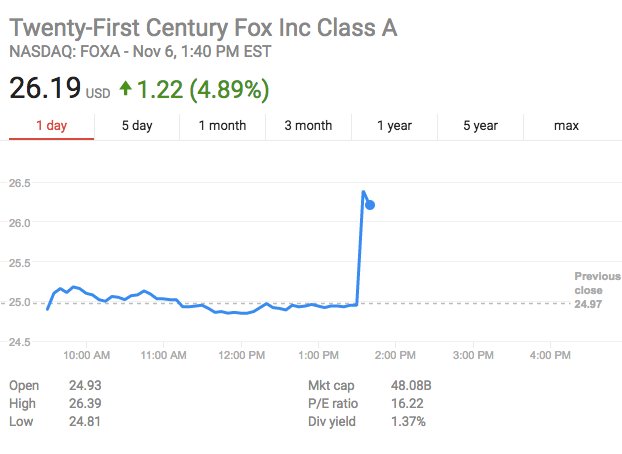 Twenty-First Century Fox Inc Class A
NASDAQ: FOXA - Nov 6, 1:40 PM EST
26.19 USD 1.22 (4.89%)
1 day 5 day 1 month 3 month 1 year 5 year max
26.5
26.0
25.5
Previous
close
25.0 24.97
24.5
10:00 AM 11:00 AM 12:00 PM 1:00 PM 2:00 PM 3:00 PM 4:00 PM
Open 24.93 Mkt cap 48.08B
High 26.39 P/E ratio 16.22
Low 24.81 Div yield 1.37%